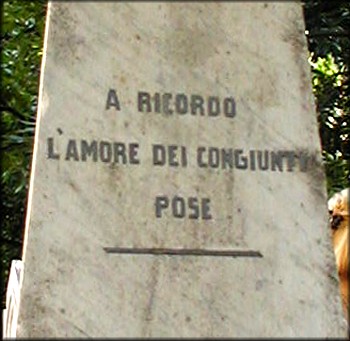 A RICORDO
L'AMORE DEI CONGIUNTI
POSE